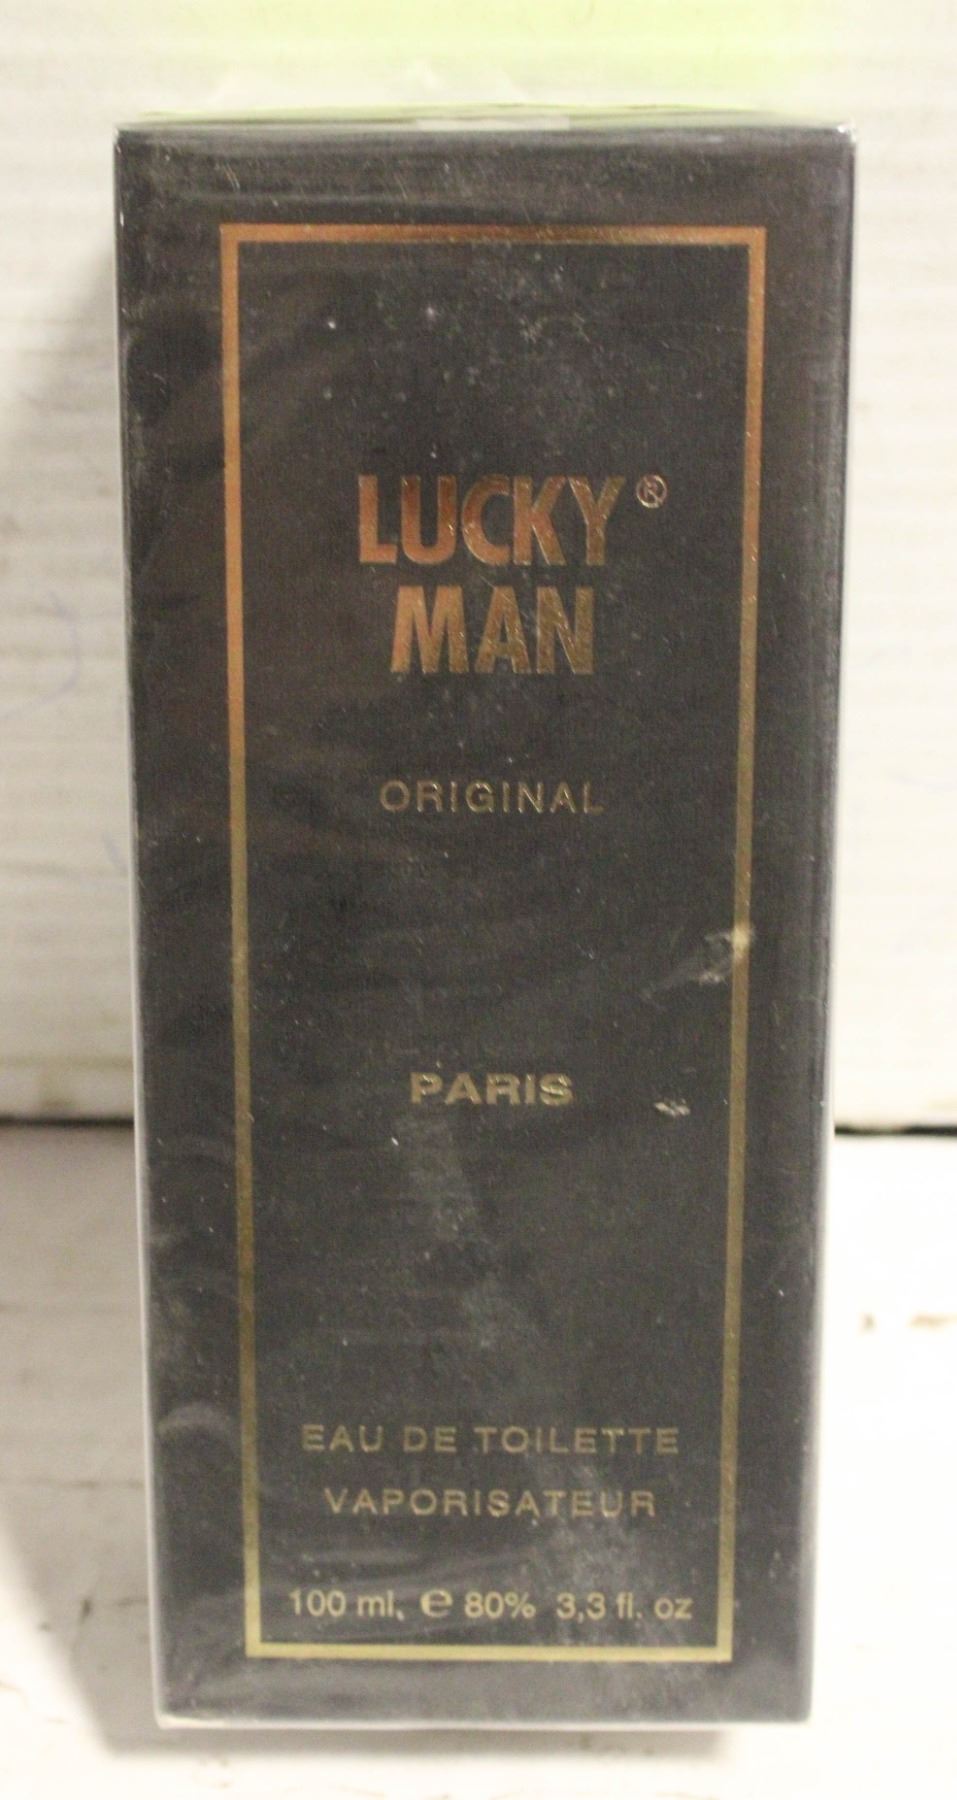 LUCKY®
MAN
ORIGINAL
PARIS
EAU DE TOILETTE
VAPORISATEUR
100 ml. ℮ 80% 3,3 fl. oz